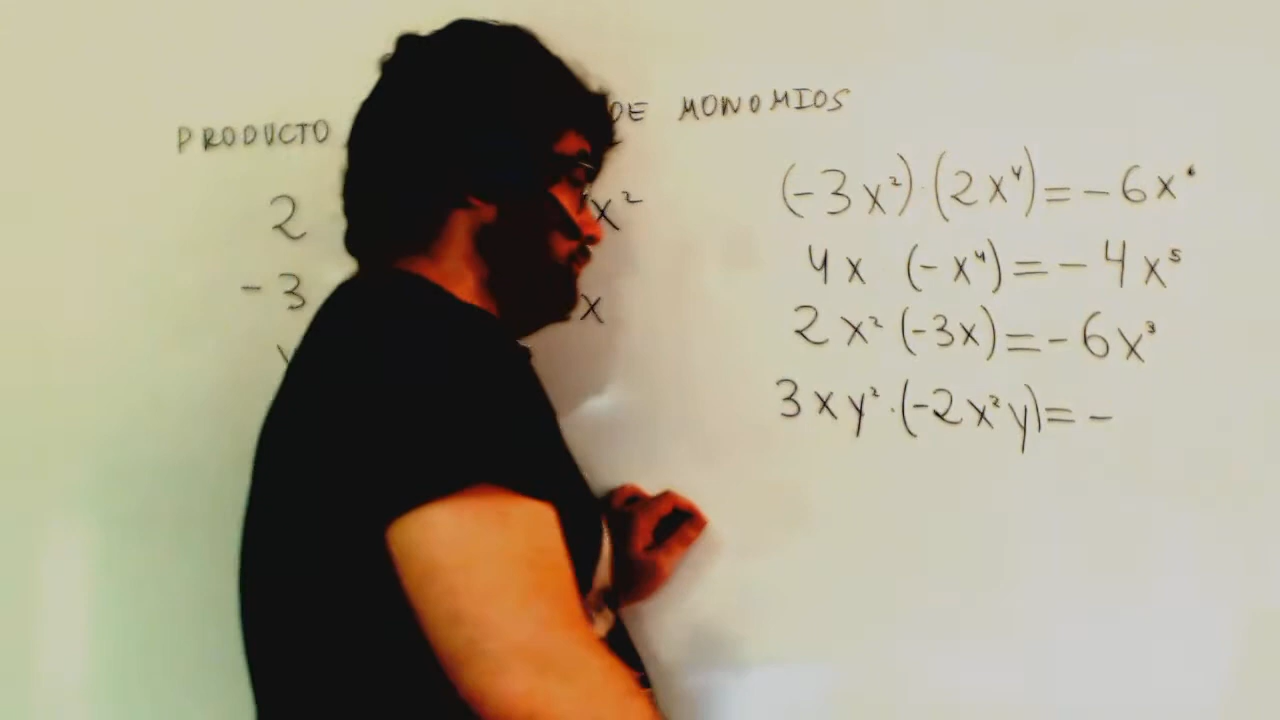 PRODUCTO DE MONOMIOS
2 x²
-3 x
(-3x²)·(2x⁴)=-6x⁶
4x (-x⁴)=-4x⁵
2x²(-3x)=-6x³
3xy²·(-2x²y)=-